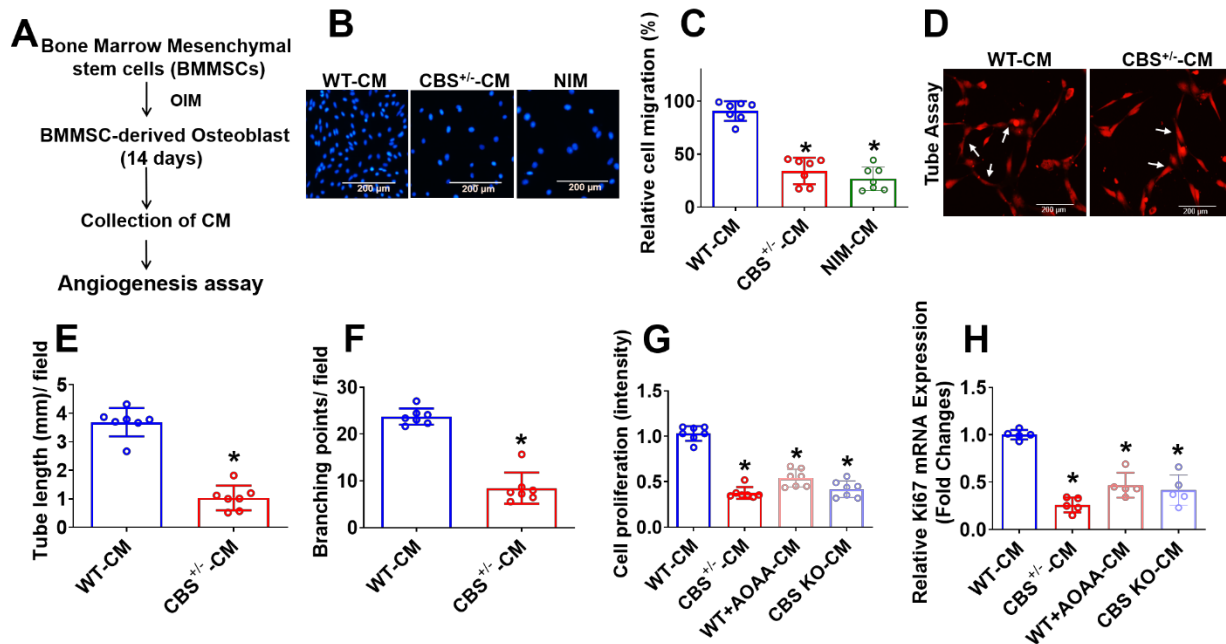 A
Bone Marrow Mesenchymal
stem cells (BMMSCs)
OIM
BMMSC-derived Osteoblast
(14 days)
Collection of CM
Angiogenesis assay
B
WT-CM
CBS+/--CM
NIM
200 µm
200 µm
200 µm
C
Relative cell migration (%)
100
50
0
*
*
WT-CM
CBS+/--CM
NIM-CM
D
WT-CM
CBS+/--CM
Tube Assay
200 µm
200 µm
E
Tube length (mm)/ field
5
4
3
2
1
0
*
WT-CM
CBS+/--CM
F
Branching points/ field
30
20
10
0
*
WT-CM
CBS+/--CM
G
Cell proliferation (intensity)
1.5
1.0
0.5
0.0
*
*
*
WT-CM
CBS+/--CM
WT+AOAA-CM
CBS KO-CM
H
Relative Ki67 mRNA Expression
(Fold Changes)
1.5
1.0
0.5
0.0
*
*
*
WT-CM
CBS+/--CM
WT+AOAA-CM
CBS KO-CM